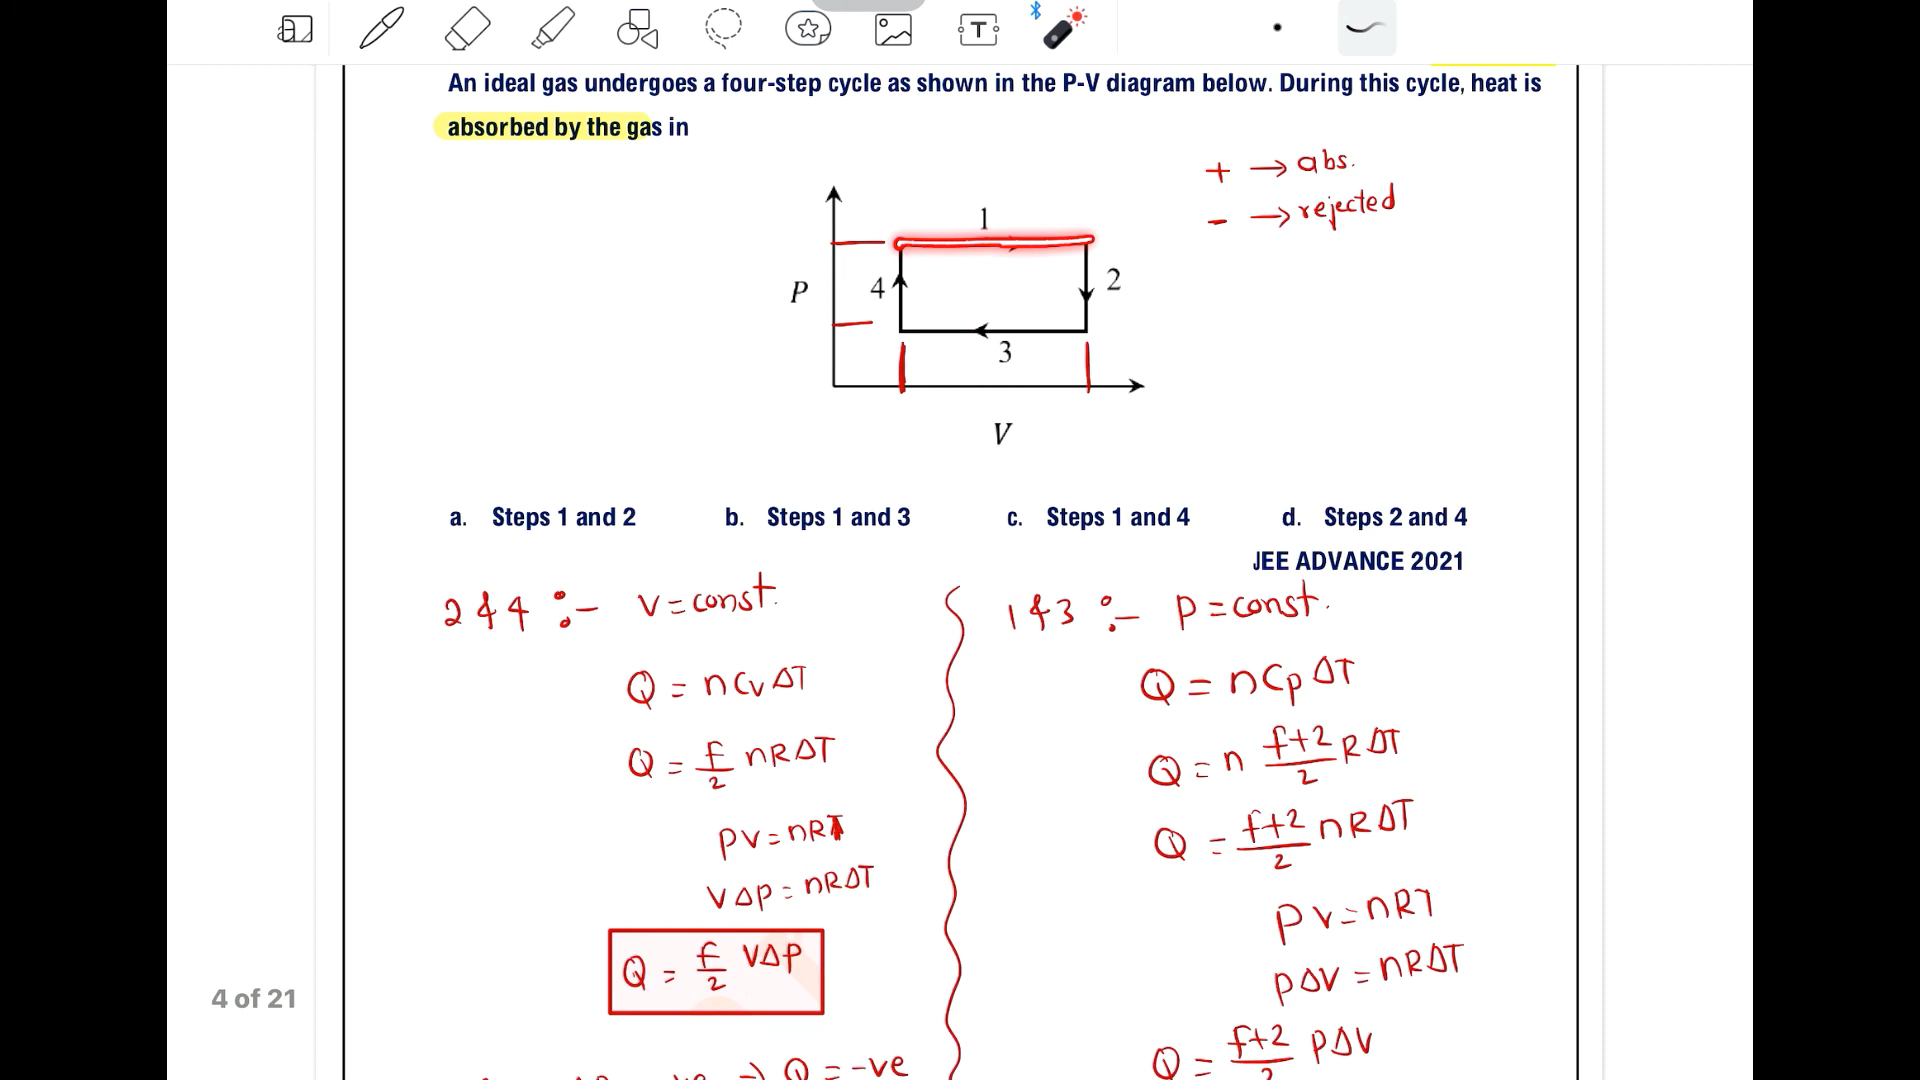 An ideal gas undergoes a four-step cycle as shown in the P-V diagram below. During this cycle, heat is
absorbed by the gas in
+ → abs.
- → rejected
1
P
4
2
3
V
a. Steps 1 and 2 b. Steps 1 and 3 c. Steps 1 and 4 d. Steps 2 and 4
JEE ADVANCE 2021
2 & 4 :- V = const.
Q = nCvΔT
Q = f/2 nRΔT
PV = nRT
VΔP = nRΔT
Q = f/2 VΔP
→ Q = -ve
1 & 3 :- P = const.
Q = nCpΔT
Q = n f+2/2 RΔT
Q = f+2/2 nRΔT
PV = nRT
PΔV = nRΔT
Q = f+2/2 PΔV
4 of 21